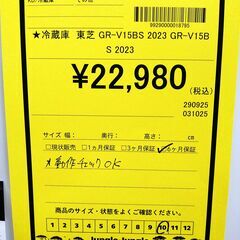 99290000018795
★冷蔵庫 東芝 GR-V15BS 2023 GR-V15B
S 2023
¥22,980
(税込)
290925
031025
★ サイズ 幅: 奥行: 高さ: cm
□現状販売 □1ヵ月保証 □3ヶ月保証 ☑6ヶ月保証
★動作チェックOK
商品の状態・サイズをよくご確認ください。
1 2 3 4 5 6 7 8 9 10 11 12
Jungle Jungle